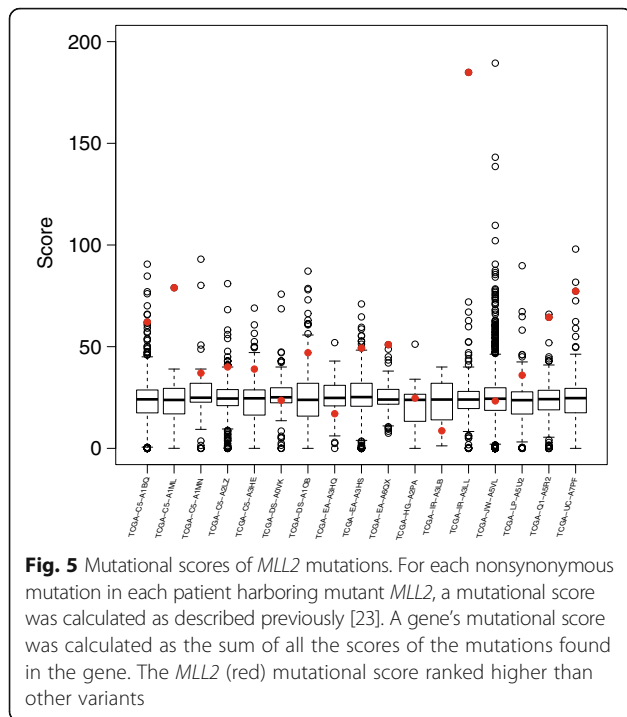 200
150
100
50
0
Score
TCGA--C5--A1BQ
TCGA--C5--A1ML
TCGA--C5--A1MN
TCGA--C5--A2LZ
TCGA--C5--A3HE
TCGA--DS--A0VK
TCGA--DS--A1OB
TCGA--EA--A3HQ
TCGA--EA--A3HS
TCGA--EA--A6QX
TCGA--HG--A2PA
TCGA--IR--A3LB
TCGA--IR--A3LL
TCGA--JW--A5VL
TCGA--LP--A5U2
TCGA--Q1--A5R2
TCGA--UC--A7PF
Fig. 5 Mutational scores of MLL2 mutations. For each nonsynonymous
mutation in each patient harboring mutant MLL2, a mutational score
was calculated as described previously [23]. A gene's mutational score
was calculated as the sum of all the scores of the mutations found
in the gene. The MLL2 (red) mutational score ranked higher than
other variants